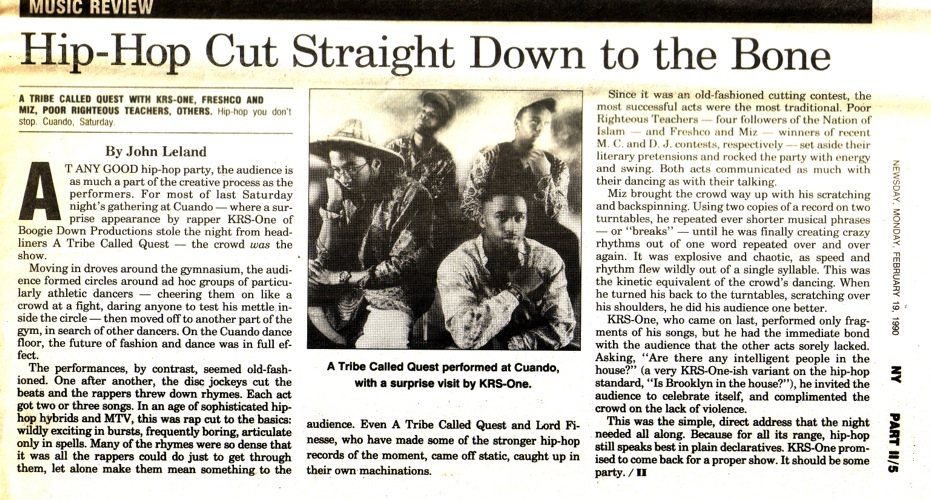 MUSIC REVIEW
Hip-Hop Cut Straight Down to the Bone
A TRIBE CALLED QUEST WITH KRS-ONE, FRESHCO AND
MIZ, POOR RIGHTEOUS TEACHERS, OTHERS. Hip-hop you don't
stop. Cuando, Saturday.
By John Leland
AT ANY GOOD hip-hop party, the audience is
as much a part of the creative process as the
performers. For most of last Saturday
night's gathering at Cuando — where a sur-
prise appearance by rapper KRS-One of
Boogie Down Productions stole the night from head-
liners A Tribe Called Quest — the crowd was the
show.
Moving in droves around the gymnasium, the audi-
ence formed circles around ad hoc groups of particu-
larly athletic dancers — cheering them on like a
crowd at a fight, daring anyone to test his mettle in-
side the circle — then moved off to another part of the
gym, in search of other dancers. On the Cuando dance
floor, the future of fashion and dance was in full ef-
fect.
The performances, by contrast, seemed old-fash-
ioned. One after another, the disc jockeys cut the
beats and the rappers threw down rhymes. Each act
got two or three songs. In an age of sophisticated hip-
hop hybrids and MTV, this was rap cut to the basics:
wildly exciting in bursts, frequently boring, articulate
only in spells. Many of the rhymes were so dense that
it was all the rappers could do just to get through
them, let alone make them mean something to the
A Tribe Called Quest performed at Cuando,
with a surprise visit by KRS-One.
audience. Even A Tribe Called Quest and Lord Fi-
nesse, who have made some of the stronger hip-hop
records of the moment, came off static, caught up in
their own machinations.
Since it was an old-fashioned cutting contest, the
most successful acts were the most traditional. Poor
Righteous Teachers — four followers of the Nation of
Islam — and Freshco and Miz — winners of recent
M. C. and D. J. contests, respectively — set aside their
literary pretensions and rocked the party with energy
and swing. Both acts communicated as much with
their dancing as with their talking.
Miz brought the crowd way up with his scratching
and backspinning. Using two copies of a record on two
turntables, he repeated ever shorter musical phrases
— or "breaks" — until he was finally creating crazy
rhythms out of one word repeated over and over
again. It was explosive and chaotic, as speed and
rhythm flew wildly out of a single syllable. This was
the kinetic equivalent of the crowd's dancing. When
he turned his back to the turntables, scratching over
his shoulders, he did his audience one better.
KRS-One, who came on last, performed only frag-
ments of his songs, but he had the immediate bond
with the audience that the other acts sorely lacked.
Asking, "Are there any intelligent people in the
house?" (a very KRS-One-ish variant on the hip-hop
standard, "Is Brooklyn in the house?"), he invited the
audience to celebrate itself, and complimented the
crowd on the lack of violence.
This was the simple, direct address that the night
needed all along. Because for all its range, hip-hop
still speaks best in plain declaratives. KRS-One prom-
ised to come back for a proper show. It should be some
party. / II
NEWSDAY, MONDAY, FEBRUARY 19, 1990
NY
PART II/5